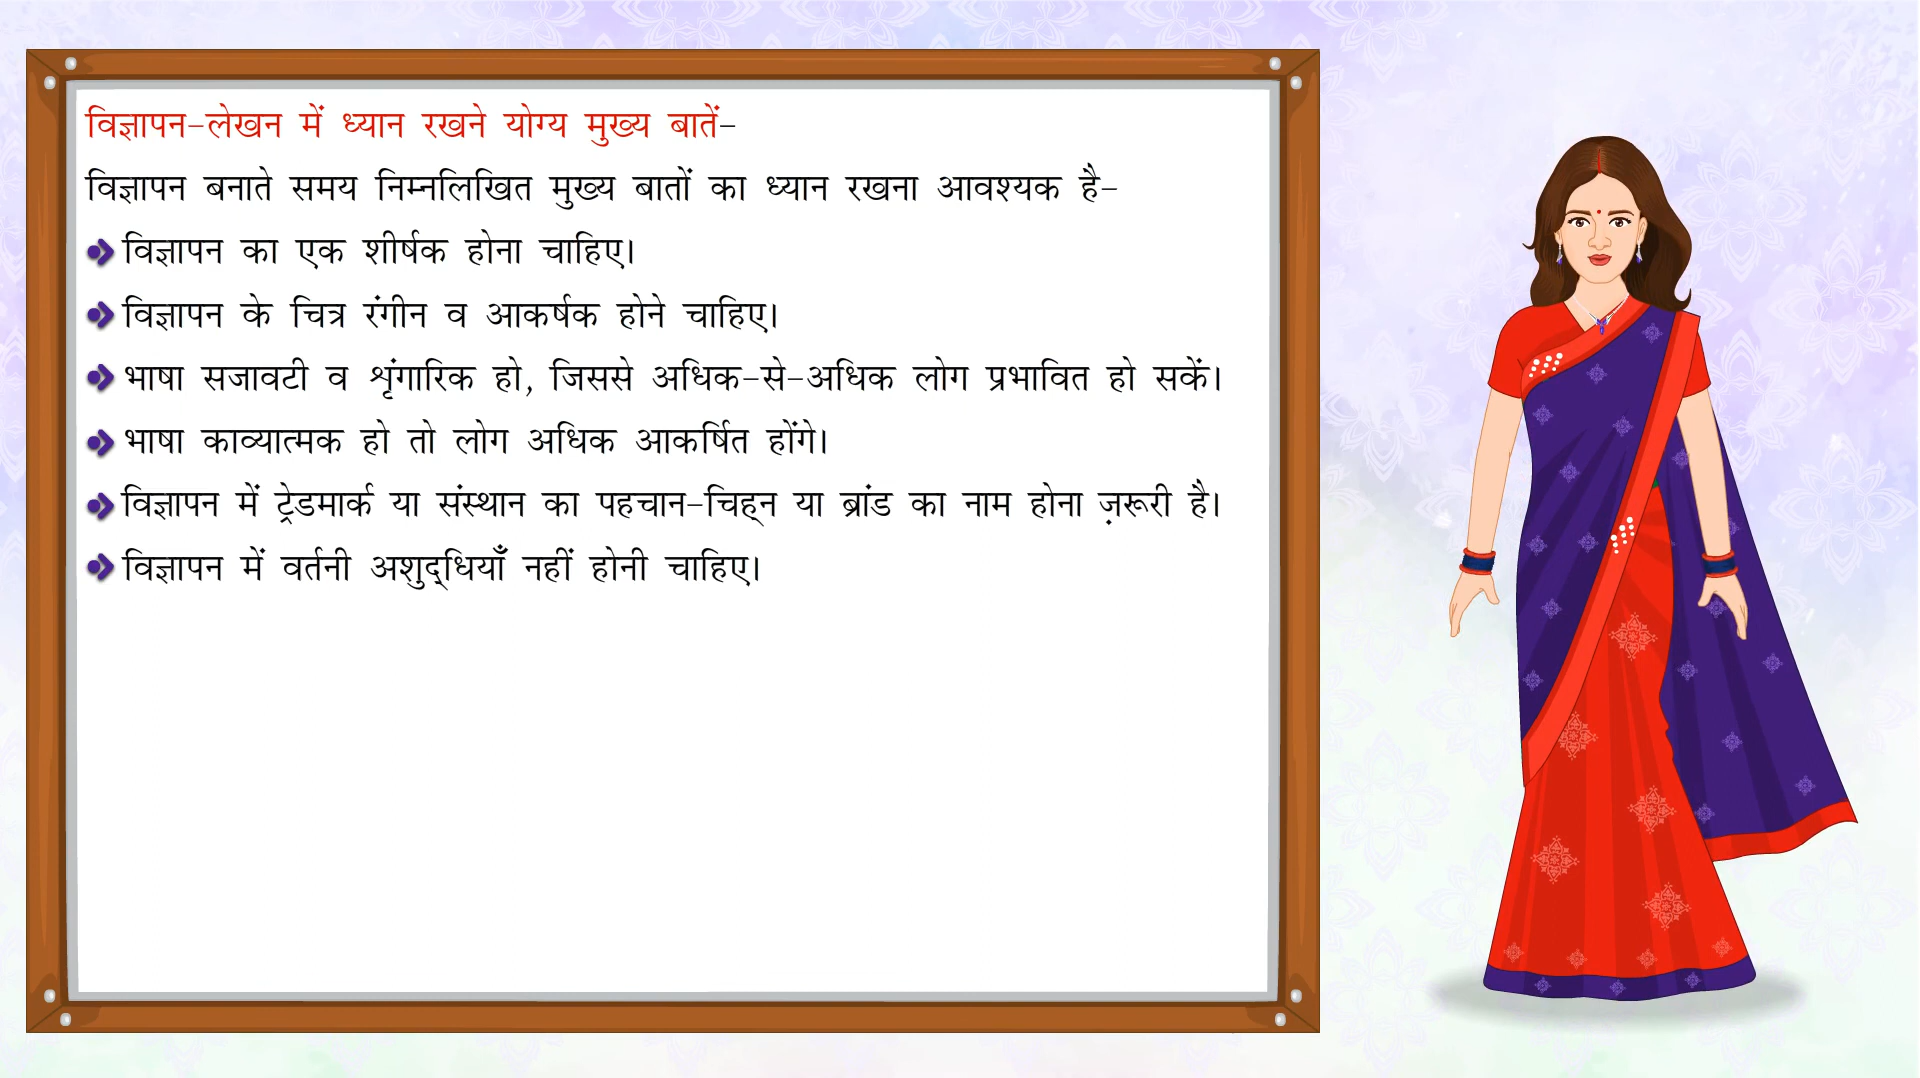 विज्ञापन-लेखन में ध्यान रखने योग्य मुख्य बातें-
विज्ञापन बनाते समय निम्नलिखित मुख्य बातों का ध्यान रखना आवश्यक है-
विज्ञापन का एक शीर्षक होना चाहिए।
विज्ञापन के चित्र रंगीन व आकर्षक होने चाहिए।
भाषा सजावटी व शृंगारिक हो, जिससे अधिक-से-अधिक लोग प्रभावित हो सकें।
भाषा काव्यात्मक हो तो लोग अधिक आकर्षित होंगे।
विज्ञापन में ट्रेडमार्क या संस्थान का पहचान-चिह्‌न या ब्रांड का नाम होना ज़रूरी है।
विज्ञापन में वर्तनी अशुद्‌धियाँ नहीं होनी चाहिए।